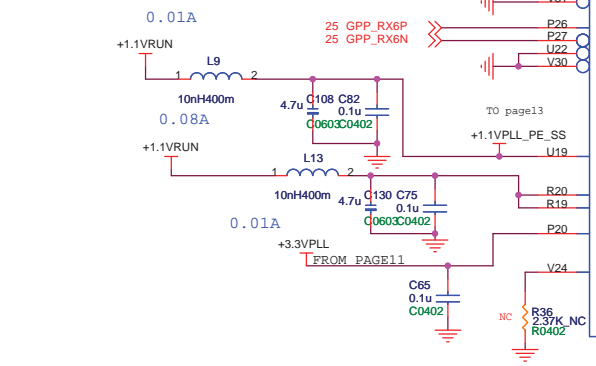 0.01A
25 GPP_RX6P
25 GPP_RX6N
P26
P27
U22
V30
+1.1VRUN
L9
1 2
10nH400m
4.7u
C108
C82
0.1u
C0603
C0402
0.08A
TO page13
+1.1VPLL_PE_SS
U19
+1.1VRUN
L13
1 2
10nH400m
4.7u
C130
C75
0.1u
C0603
C0402
R20
R19
0.01A
P20
+3.3VPLL
FROM PAGE11
V24
C65
0.1u
C0402
NC
R36
2.37K_NC
R0402